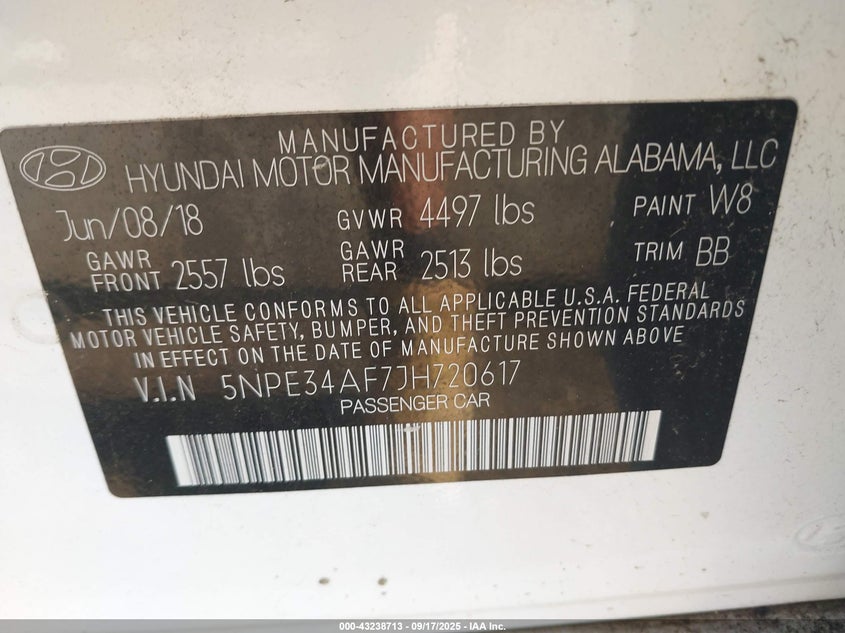 MANUFACTURED BY
HYUNDAI MOTOR MANUFACTURING ALABAMA, LLC
Jun/08/18 GVWR 4497 lbs PAINT W8
GAWR FRONT 2557 lbs GAWR REAR 2513 lbs TRIM BB
THIS VEHICLE CONFORMS TO ALL APPLICABLE U.S.A. FEDERAL
MOTOR VEHICLE SAFETY, BUMPER, AND THEFT PREVENTION STANDARDS
IN EFFECT ON THE DATE OF MANUFACTURE SHOWN ABOVE
V.I.N 5NPE34AF7JH720617
PASSENGER CAR
000-43238713 - 09/17/2025 - IAA Inc.